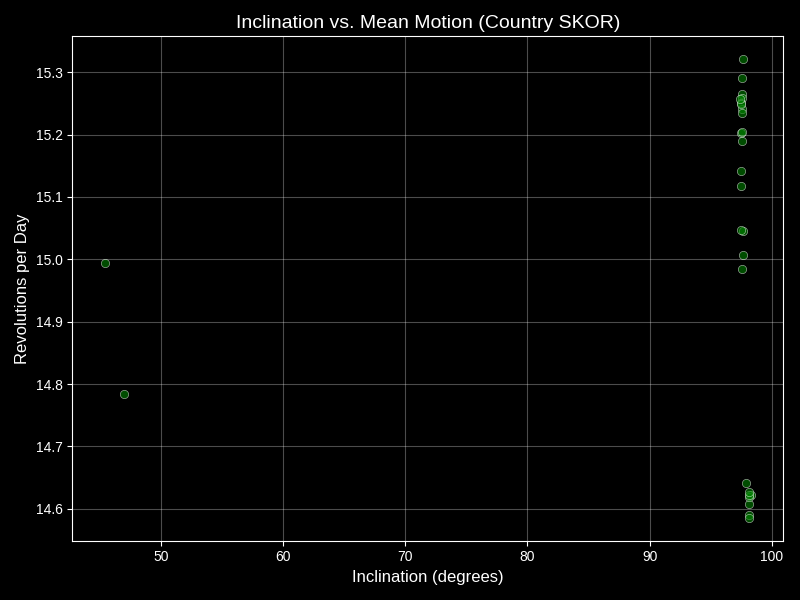 Inclination vs. Mean Motion (Country SKOR)
Revolutions per Day
15.3
15.2
15.1
15.0
14.9
14.8
14.7
14.6
50 60 70 80 90 100
Inclination (degrees)